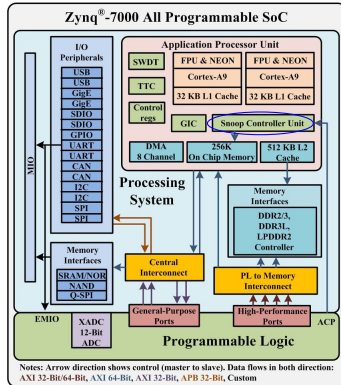 Zynq®-7000 All Programmable SoC
I/O
Peripherals
USB
USB
GigE
GigE
SDIO
SDIO
GPIO
UART
UART
CAN
CAN
I2C
I2C
SPI
SPI
MIO
Application Processor Unit
SWDT
TTC
Control
regs
FPU & NEON
Cortex-A9
32 KB L1 Cache
FPU & NEON
Cortex-A9
32 KB L1 Cache
GIC
Snoop Controller Unit
DMA
8 Channel
256K
On Chip Memory
512 KB L2
Cache
Processing
System
Memory
Interfaces
DDR2/3,
DDR3L,
LPDDR2
Controller
Memory Interfaces
SRAM/NOR
NAND
Q-SPI
Central
Interconnect
PL to Memory
Interconnect
EMIO
XADC
12-Bit
ADC
General-Purpose
Ports
High-Performance
Ports
ACP
Programmable Logic
Notes: Arrow direction shows control (master to slave). Data flows in both direction:
AXI 32-Bit/64-Bit, AXI 64-Bit, AXI 32-Bit, APB 32-Bit, Custom